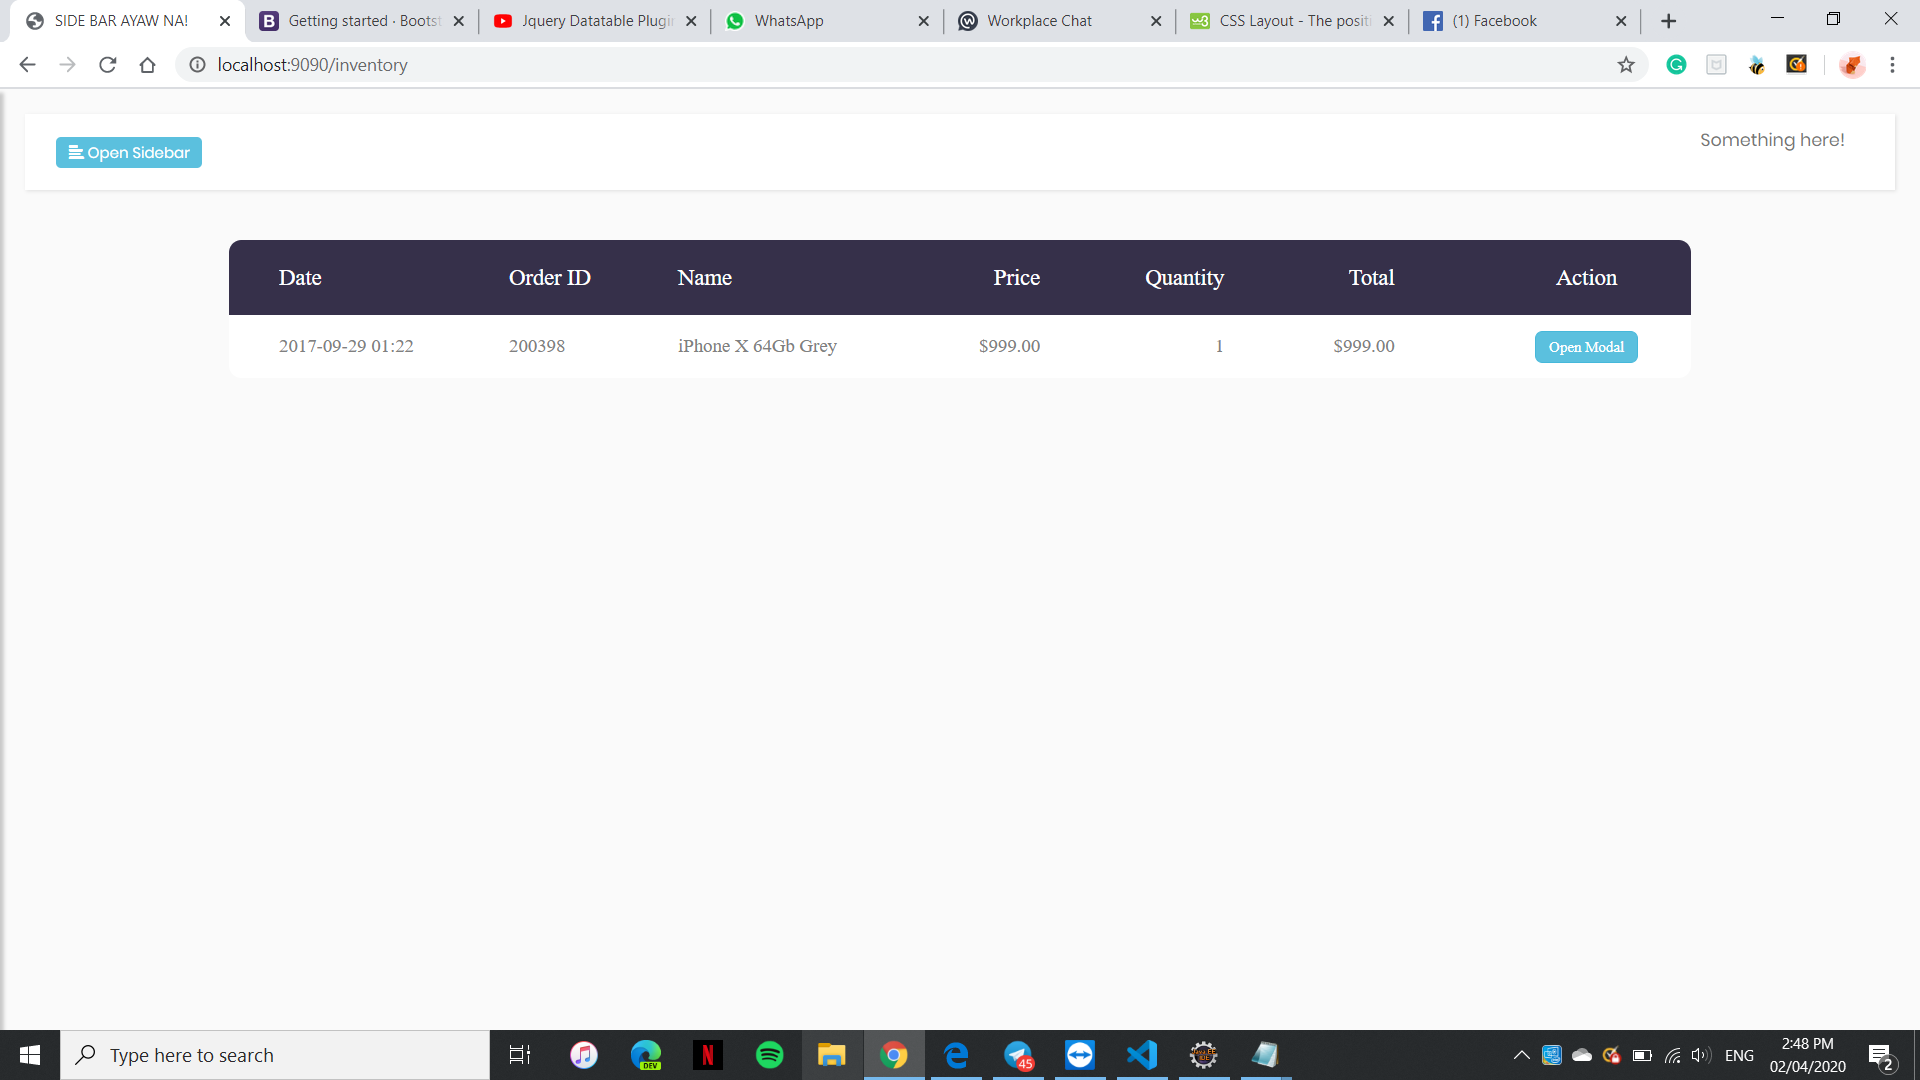 SIDE BAR AYAW NA!
Getting started · Bootst
Jquery Datatable Plugi
WhatsApp
Workplace Chat
CSS Layout - The positi
(1) Facebook
localhost:9090/inventory
Open Sidebar
Something here!
Date Order ID Name Price Quantity Total Action
2017-09-29 01:22 200398 iPhone X 64Gb Grey $999.00 1 $999.00 Open Modal
Type here to search
DEV
45
ENG
2:48 PM
02/04/2020
2